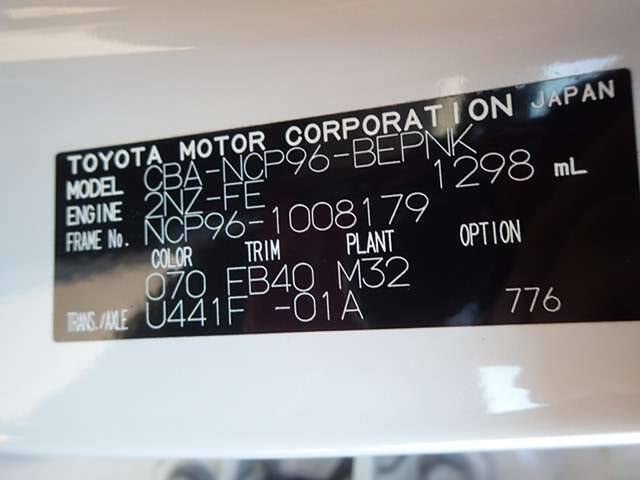 TOYOTA MOTOR CORPORATION JAPAN
MODEL CBA-NCP96-BEPNK
ENGINE 2NZ-FE 1298 mL
FRAME No. NCP96-1008179
COLOR TRIM PLANT OPTION
070 FB40 M32
TRANS./AXLE U441F -01A 776